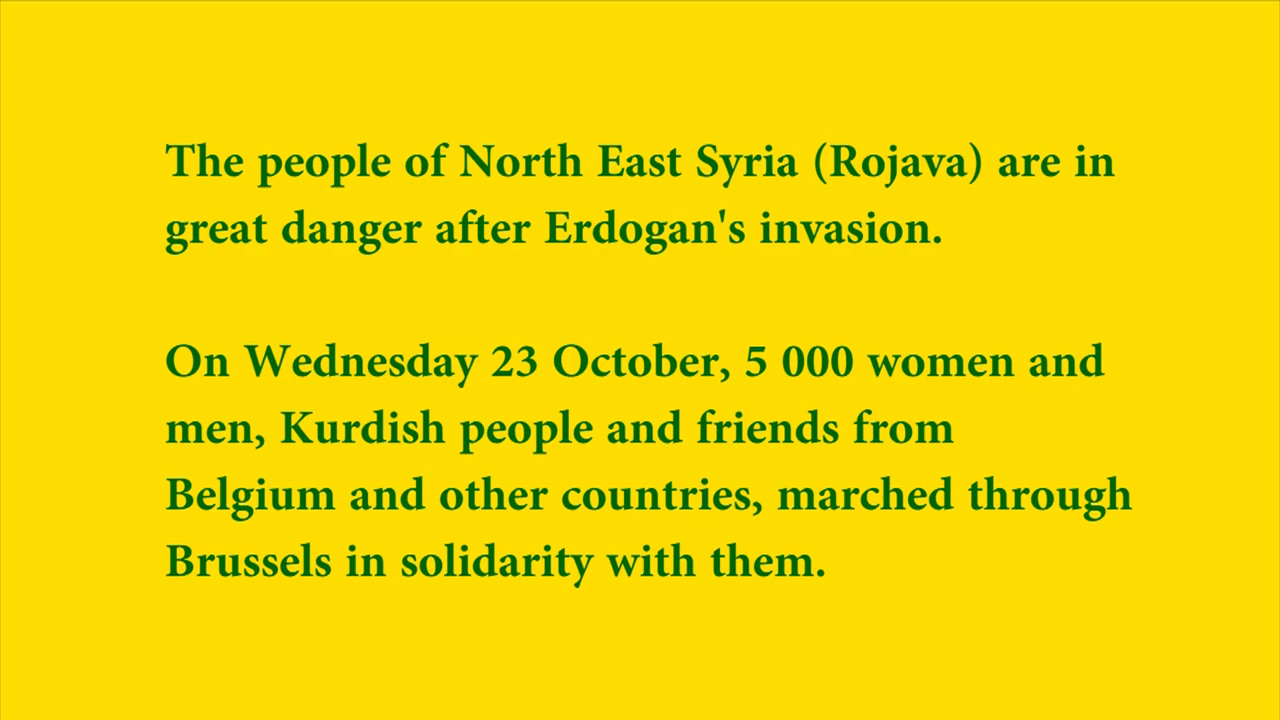 The people of North East Syria (Rojava) are in
great danger after Erdogan's invasion.
On Wednesday 23 October, 5 000 women and
men, Kurdish people and friends from
Belgium and other countries, marched through
Brussels in solidarity with them.